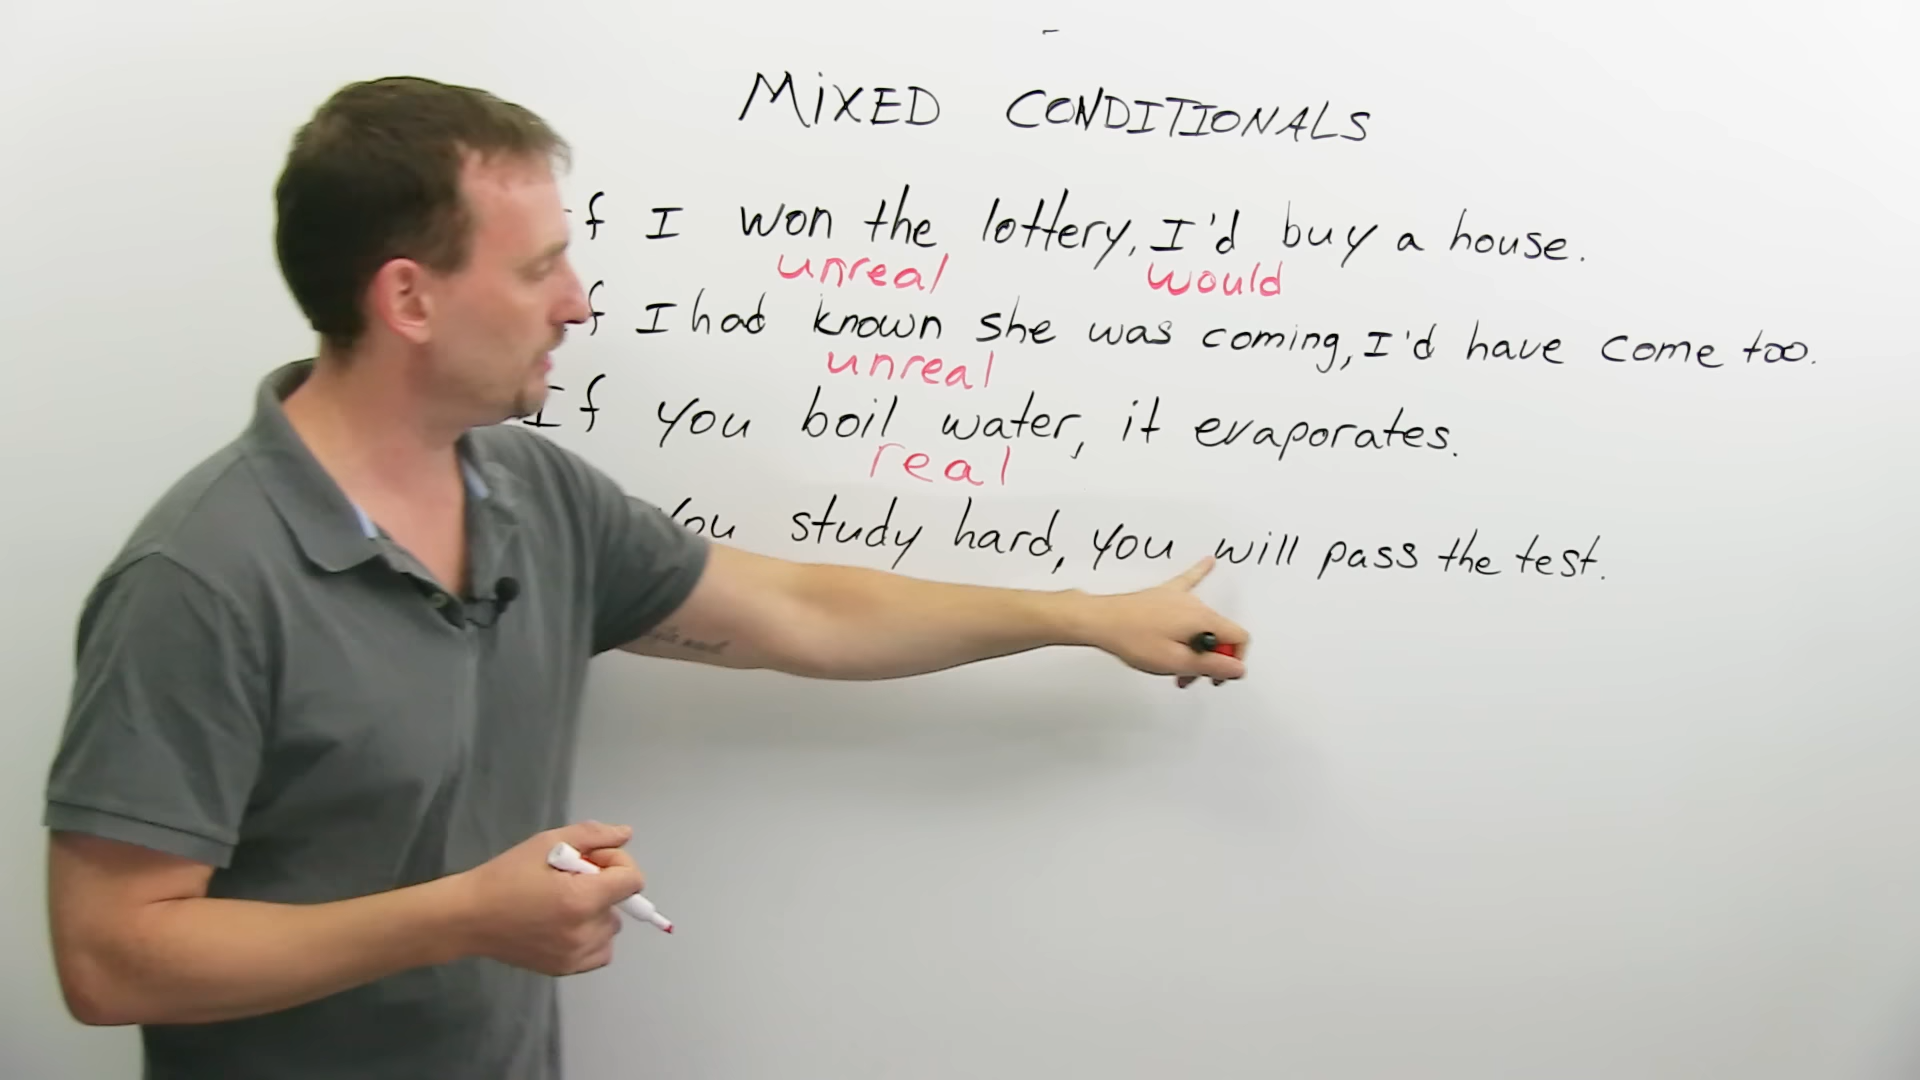 MiXED CONDITIONALS
If I won the lottery, I'd buy a house.
unreal would
If I had known she was coming, I'd have come too.
unreal
If you boil water, it evaporates.
real
you study hard, you will pass the test.